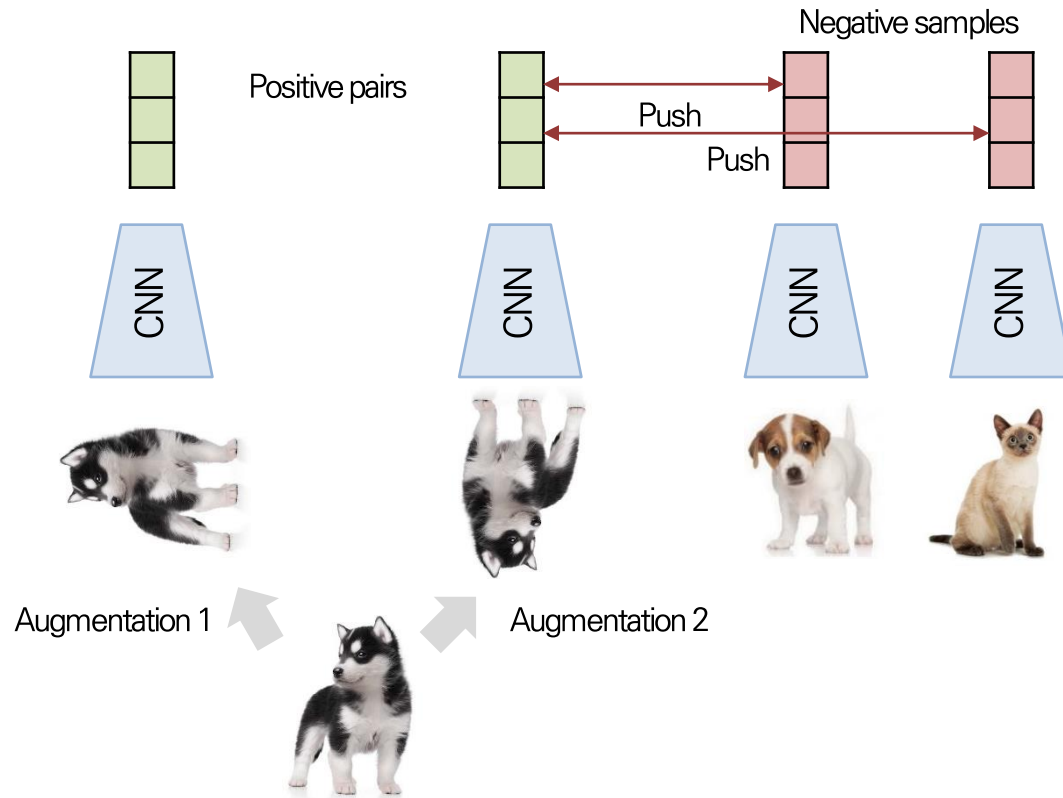 Negative samples
Positive pairs
Push
Push
CNN
CNN
CNN
CNN
Augmentation 1
Augmentation 2